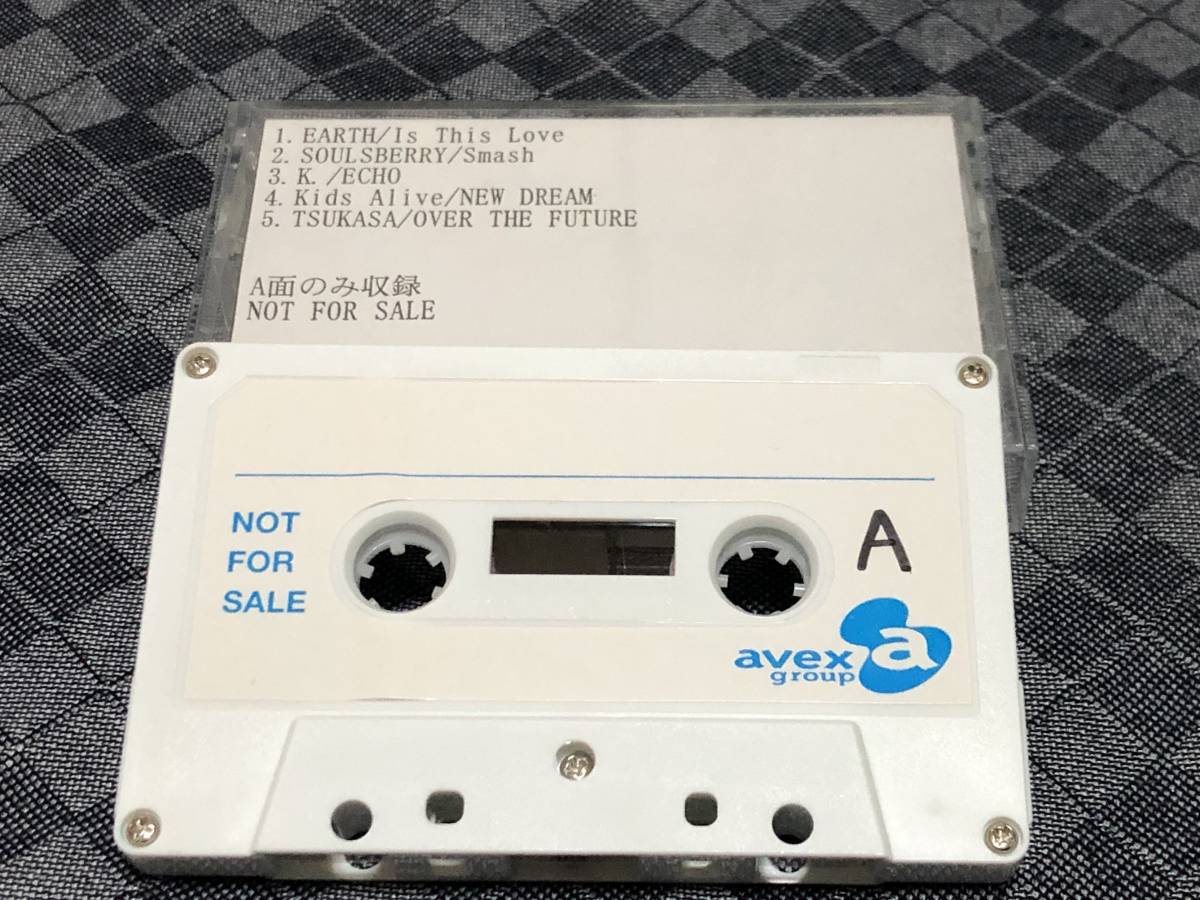 1. EARTH/Is This Love
2. SOULSBERRY/Smash
3. K./ECHO
4. Kids Alive/NEW DREAM
5. TSUKASA/OVER THE FUTURE
A面のみ収録
NOT FOR SALE
NOT
FOR
SALE
A
avex
group
a